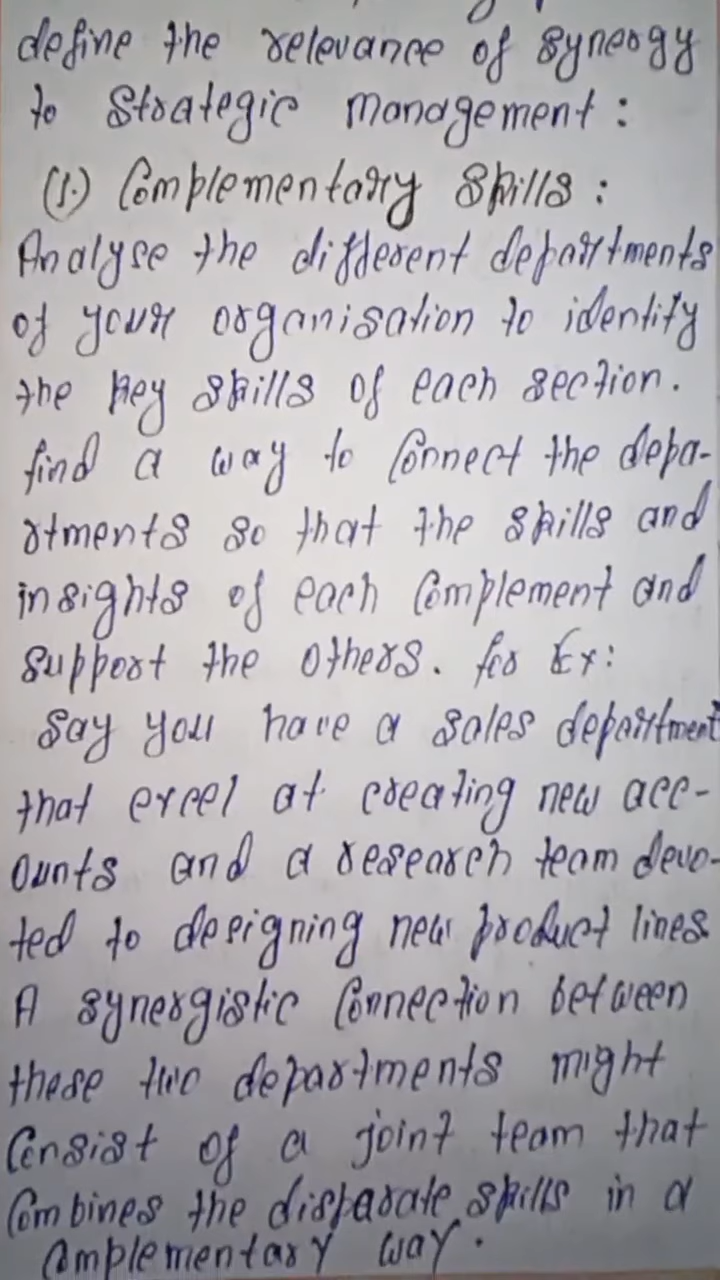 define the relevance of synergy
to strategic management :
(1.) Complementary skills :
Analyse the different departments
of your organisation to identify
the key skills of each section.
find a way to connect the depa-
rtments so that the skills and
insights of each complement and
support the others. for Ex:
say you have a sales department
that excel at creating new acc-
ounts and a research team devo-
ted to designing new product lines
A synergistic connection between
these two departments might
consist of a joint team that
combines the disparate skills in a
complementary way.